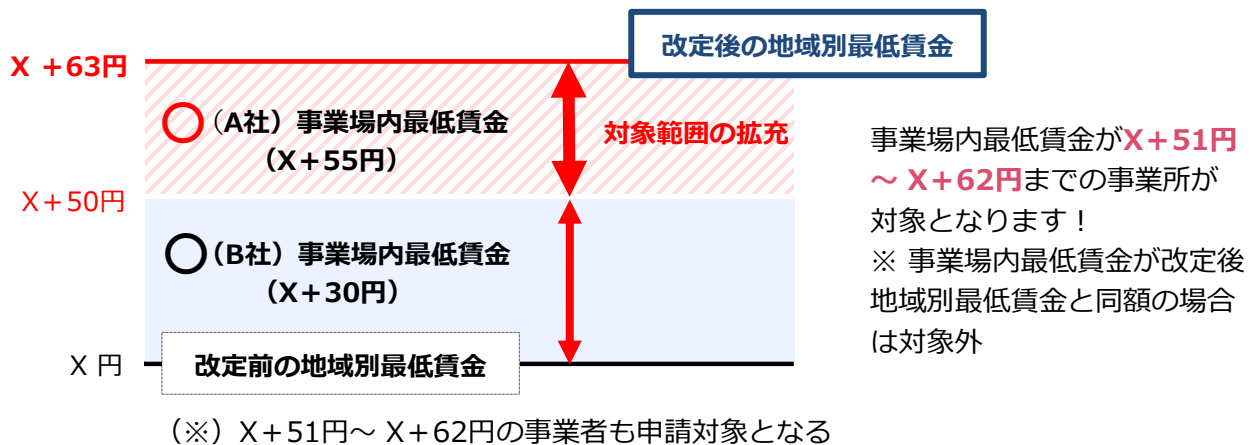 改定後の地域別最低賃金
X +63円
（A社）事業場内最低賃金
（X+55円）
対象範囲の拡充
X+50円
（B社）事業場内最低賃金
（X+30円）
X 円
改定前の地域別最低賃金
（※）X+51円～ X+62円の事業者も申請対象となる
事業場内最低賃金がX+51円
～ X+62円までの事業所が
対象となります！
※ 事業場内最低賃金が改定後
地域別最低賃金と同額の場合
は対象外